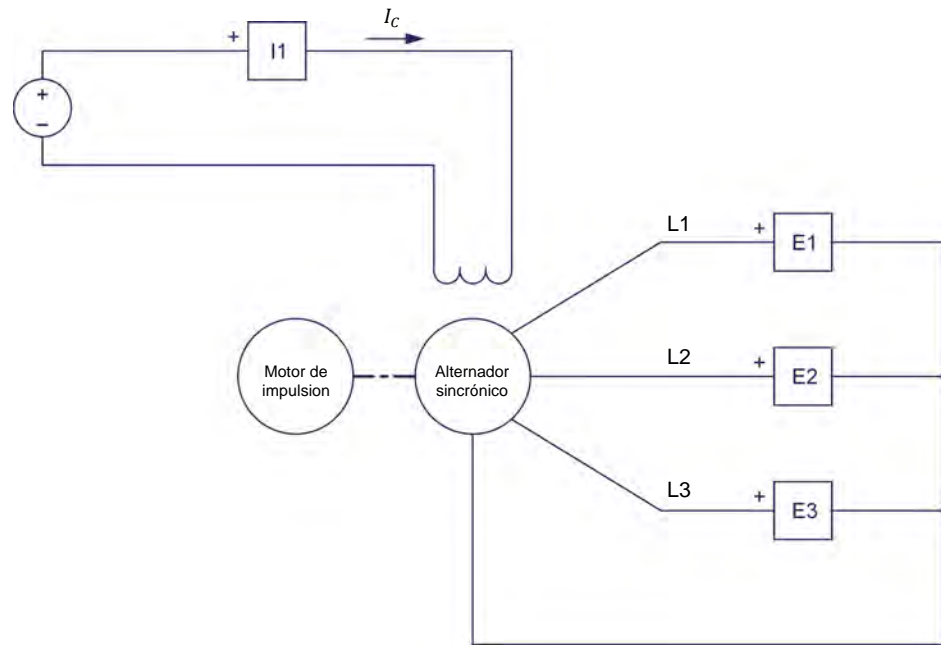 I_C
+
I1
+
−
L1
+
E1
L2
+
E2
Motor de
impulsion
Alternador
sincrónico
L3
+
E3